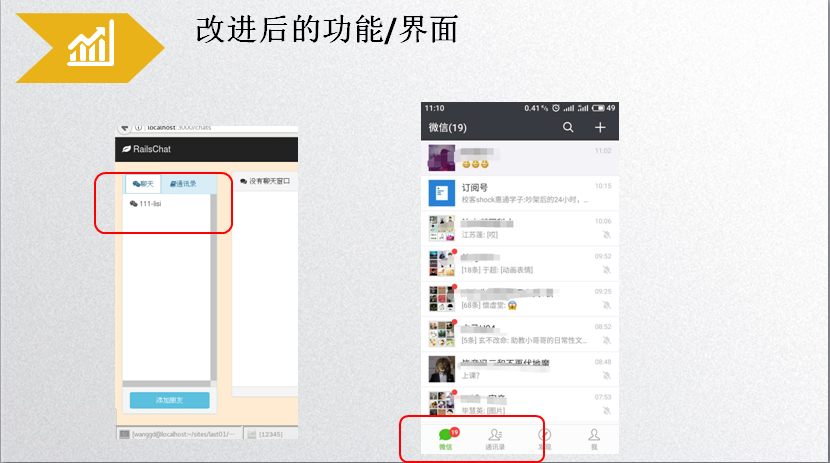 改进后的功能/界面
localhost:3000/chats
RailsChat
聊天
通讯录
没有聊天窗口
111-lisi
添加朋友
[wanggd@localhost:~/sites/last01/···
(12345)
11:10
0.41
49
微信(19)
11:02
订阅号
10:15
校客shock惠通学子:吵架后的24小时，...
10:06
江苏蓬: [哎]
09:52
[18条] 于超: [动画表情]
09:25
[68条] 憶虚堂:
08:52
[5条] 玄不改命: 助教小哥哥的日常性文...
08:48
上课？
07:53
毕慧英: [图片]
19
微信
通讯录
发现
我